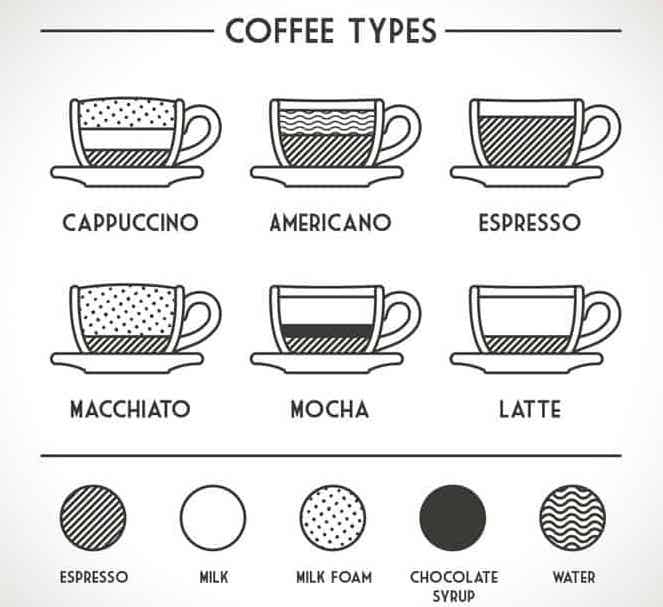 COFFEE TYPES
CAPPUCCINO
AMERICANO
ESPRESSO
MACCHIATO
MOCHA
LATTE
ESPRESSO
MILK
MILK FOAM
CHOCOLATE
SYRUP
WATER